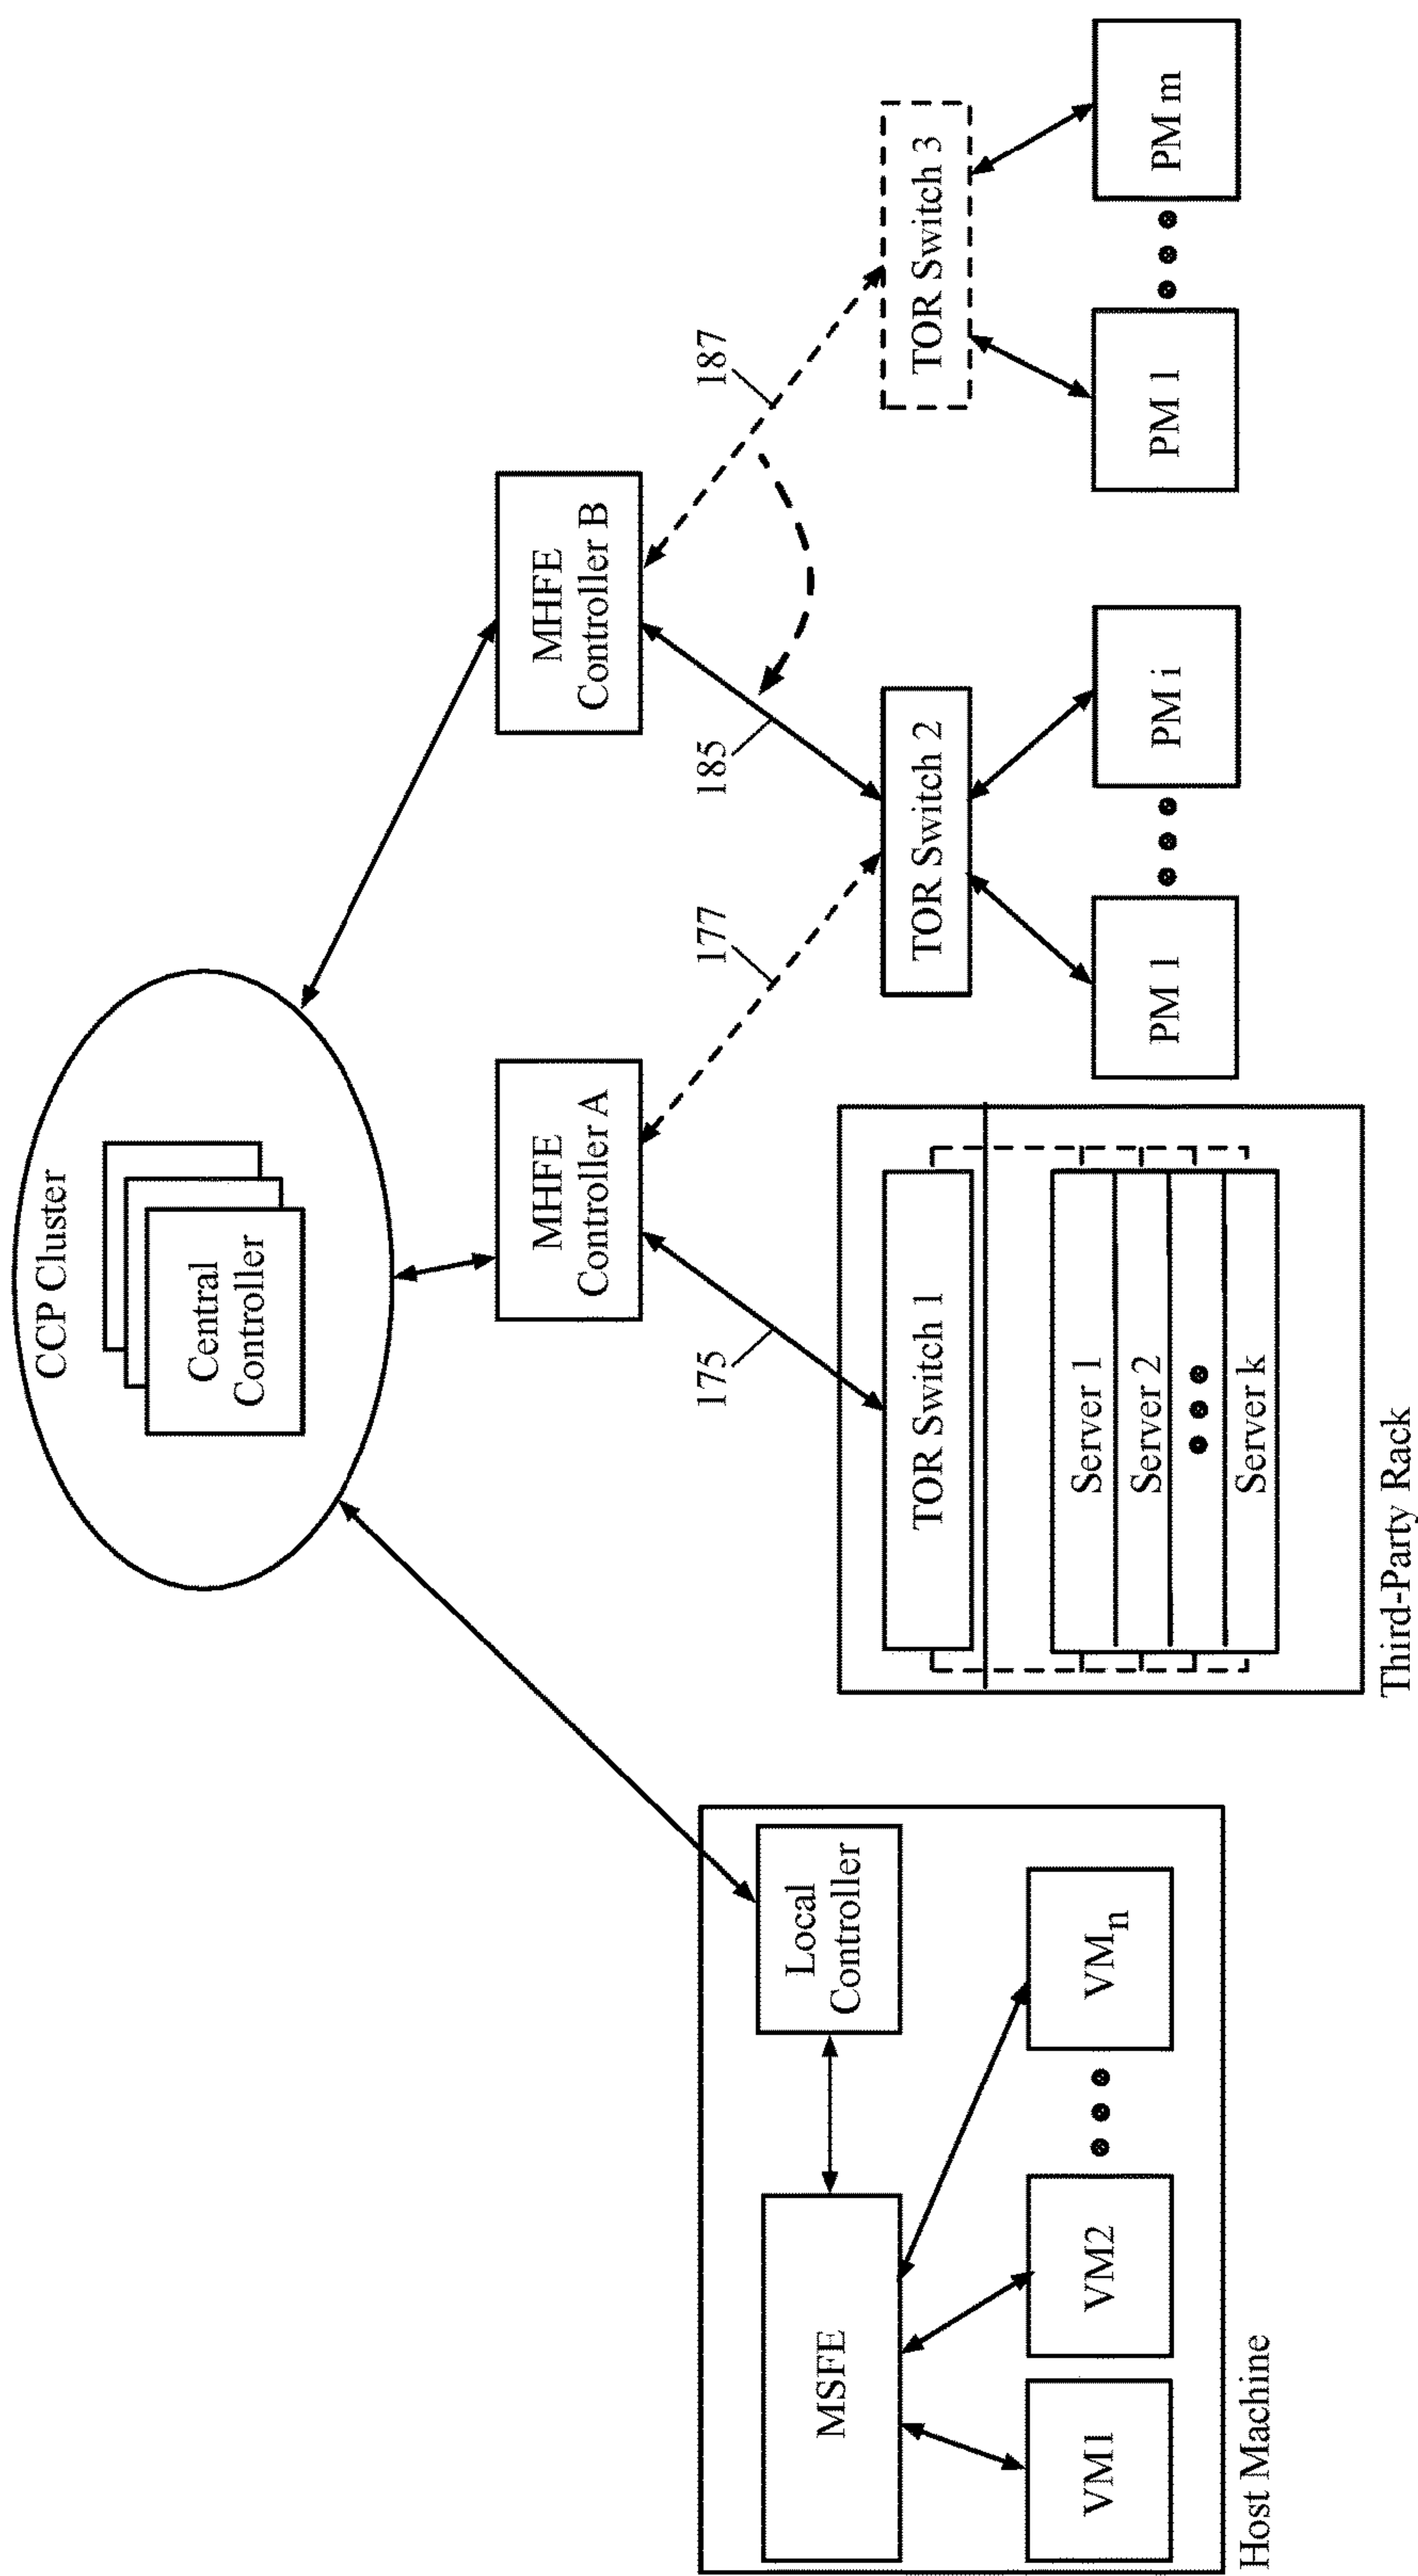 CCP Cluster
Central
Controller
MHFE
Controller A
MHFE
Controller B
175
177
185
187
Local
Controller
MSFE
VM1
VM2
VMn
Host Machine
TOR Switch 1
Server 1
Server 2
Server k
Third-Party Rack
TOR Switch 2
PM 1
PM i
TOR Switch 3
PM 1
PM m